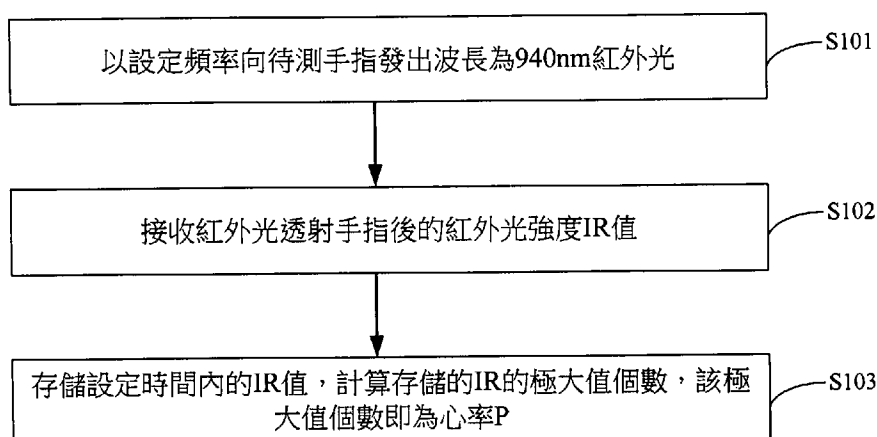 以設定頻率向待測手指發出波長為940nm紅外光
S101
接收紅外光透射手指後的紅外光強度IR值
S102
存儲設定時間內的IR值，計算存儲的IR的極大值個數，該極
大值個數即為心率P
S103